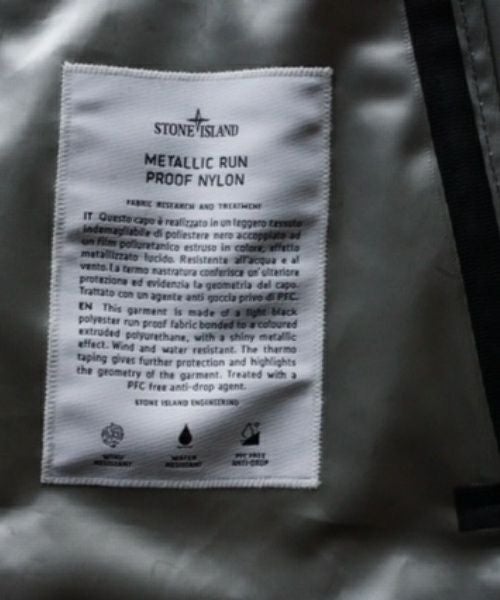 STONE ISLAND
METALLIC RUN
PROOF NYLON
FABRIC RESEARCH AND TREATMENT
IT Questo capo è realizzato in un leggero tessuto
indemagliabile di poliestere nero accoppiato ad
un film poliuretanico estruso in colore, effetto
metallizzato lucido. Resistente all'acqua e al
vento. La termo nastratura conferisce un'ulteriore
protezione ed evidenzia la geometria del capo.
Trattato con un agente anti goccia privo di PFC.
EN This garment is made of a light black
polyester run proof fabric bonded to a coloured
extruded polyurethane, with a shiny metallic
effect. Wind and water resistant. The thermo
taping gives further protection and highlights
the geometry of the garment. Treated with a
PFC free anti-drop agent.
STONE ISLAND ENGINEERING
WIND WATER PFC FREE
RESISTANT RESISTANT ANTI-DROP